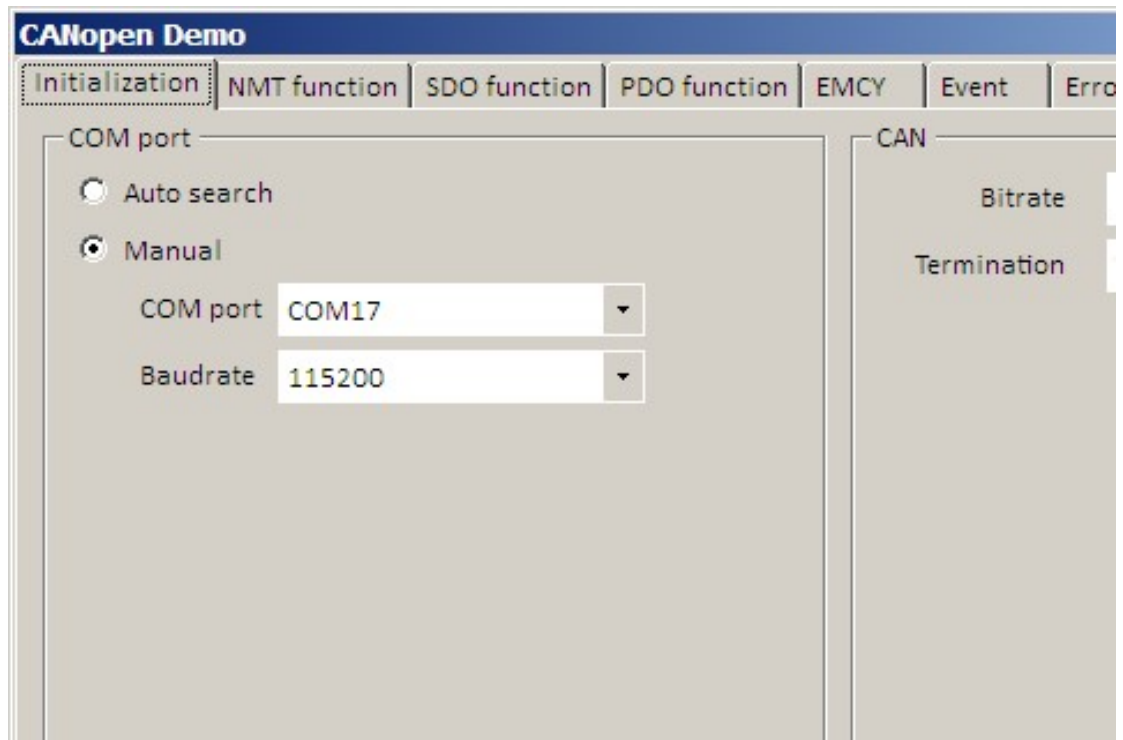 CANopen Demo
Initialization NMT function SDO function PDO function EMCY Event Erro
COM port CAN
Auto search Bitrate
Manual Termination
COM port COM17
Baudrate 115200